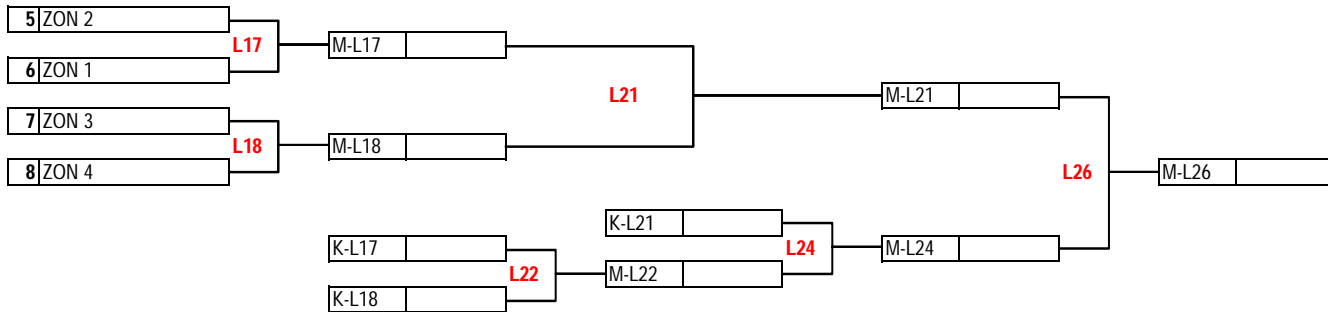 5 ZON 2
L17
M-L17
6 ZON 1
L21
M-L21
7 ZON 3
L18
M-L18
8 ZON 4
L26
M-L26
K-L21
K-L17
L24
M-L24
L22
M-L22
K-L18